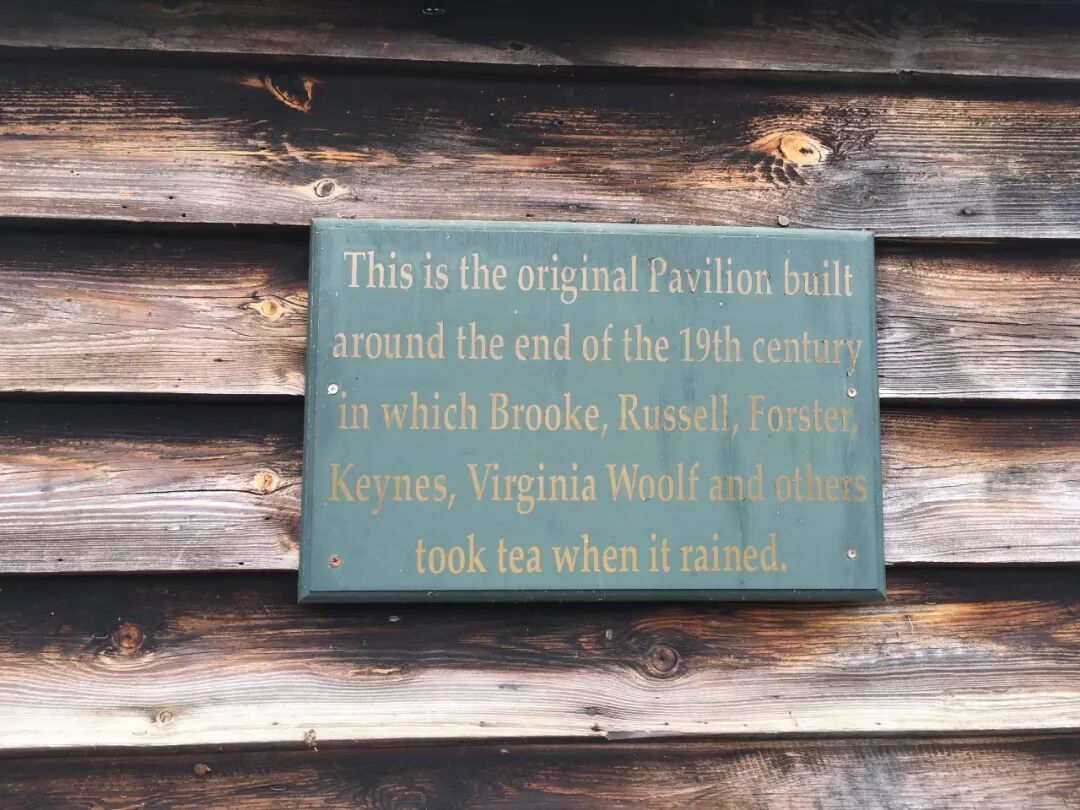 This is the original Pavilion built
around the end of the 19th century
in which Brooke, Russell, Forster,
Keynes, Virginia Woolf and others
took tea when it rained.